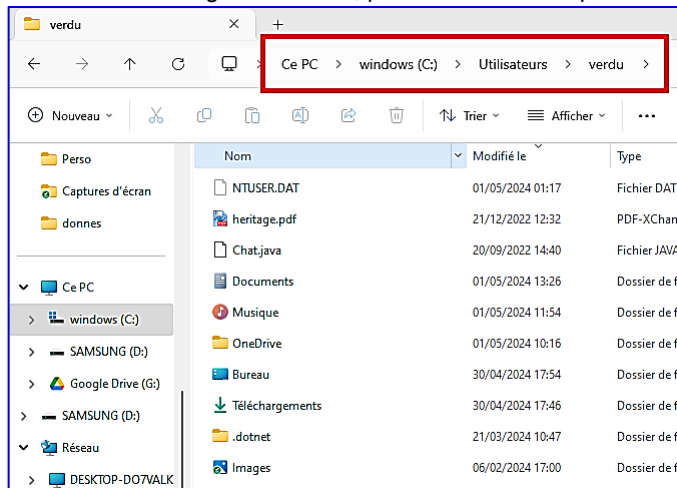 verdu
Ce PC > windows (C:) > Utilisateurs > verdu >
Nouveau
Trier
Afficher
Perso
Captures d'écran
donnes
Ce PC
windows (C:)
SAMSUNG (D:)
Google Drive (G:)
SAMSUNG (D:)
Réseau
DESKTOP-DO7VALK
Nom Modifié le Type
NTUSER.DAT 01/05/2024 01:17 Fichier DAT
heritage.pdf 21/12/2022 12:32 PDF-XChan
Chat.java 20/09/2022 14:40 Fichier JAVA
Documents 01/05/2024 13:26 Dossier de f
Musique 01/05/2024 11:54 Dossier de f
OneDrive 01/05/2024 10:16 Dossier de f
Bureau 30/04/2024 17:54 Dossier de f
Téléchargements 30/04/2024 17:46 Dossier de f
.dotnet 21/03/2024 10:47 Dossier de f
Images 06/02/2024 17:00 Dossier de f